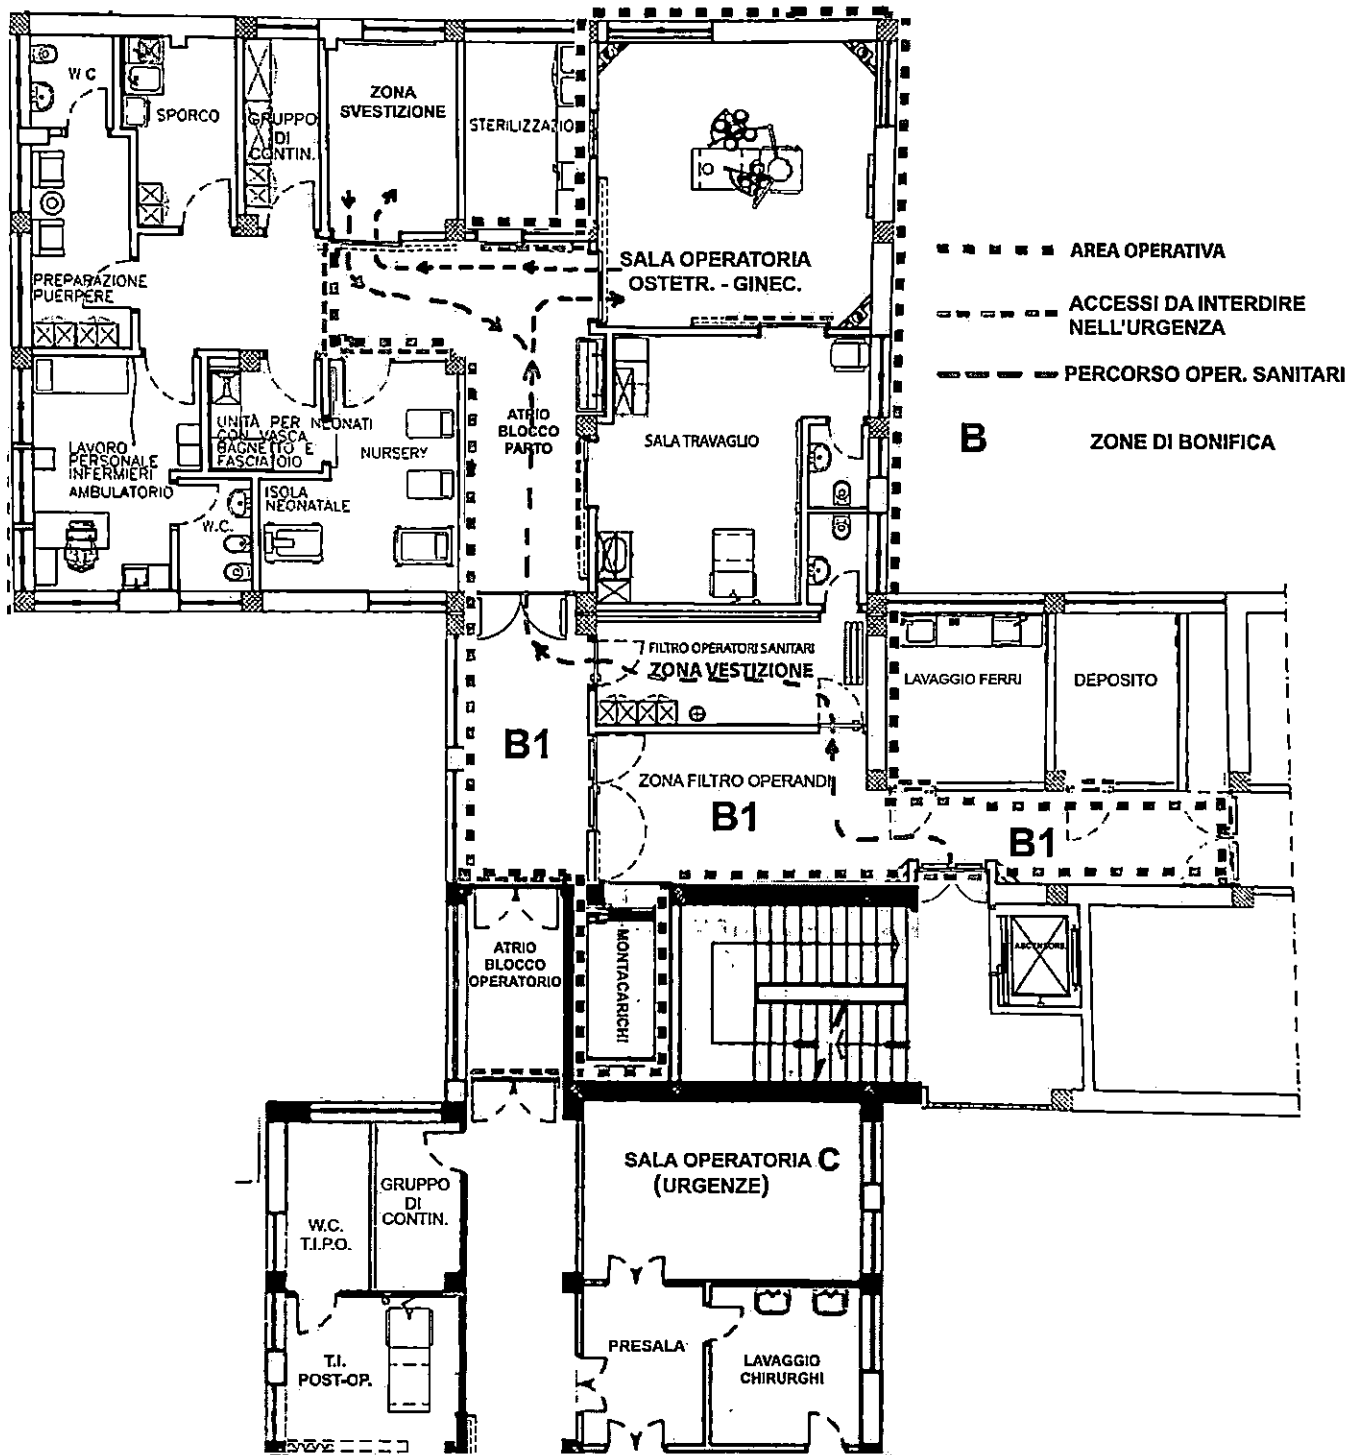 W C
SPORCO
GRUPPO
DI
CONTIN.
ZONA
SVESTIZIONE
STERILIZZAZIO
SALA OPERATORIA
OSTETR. - GINEC.
PREPARAZIONE
PUERPERE
AREA OPERATIVA
ACCESSI DA INTERDIRE
NELL'URGENZA
PERCORSO OPER. SANITARI
B
ZONE DI BONIFICA
UNITÀ PER NEONATI
CON VASCA
BAGNETTO E
FASCIATOIO
NURSERY
ATRIO
BLOCCO
PARTO
SALA TRAVAGLIO
LAVORO
PERSONALE
INFERMIERI
AMBULATORIO
W.C.
ISOLA
NEONATALE
FILTRO OPERATORI SANITARI
ZONA VESTIZIONE
LAVAGGIO FERRI
DEPOSITO
B1
ZONA FILTRO OPERANDI
B1
B1
ATRIO
BLOCCO
OPERATORIO
MONTACARICHI
ASCENSORE
SALA OPERATORIA C
(URGENZE)
GRUPPO
DI
CONTIN.
W.C.
T.I.P.O.
T.I.
POST-OP.
PRESALA
LAVAGGIO
CHIRURGHI